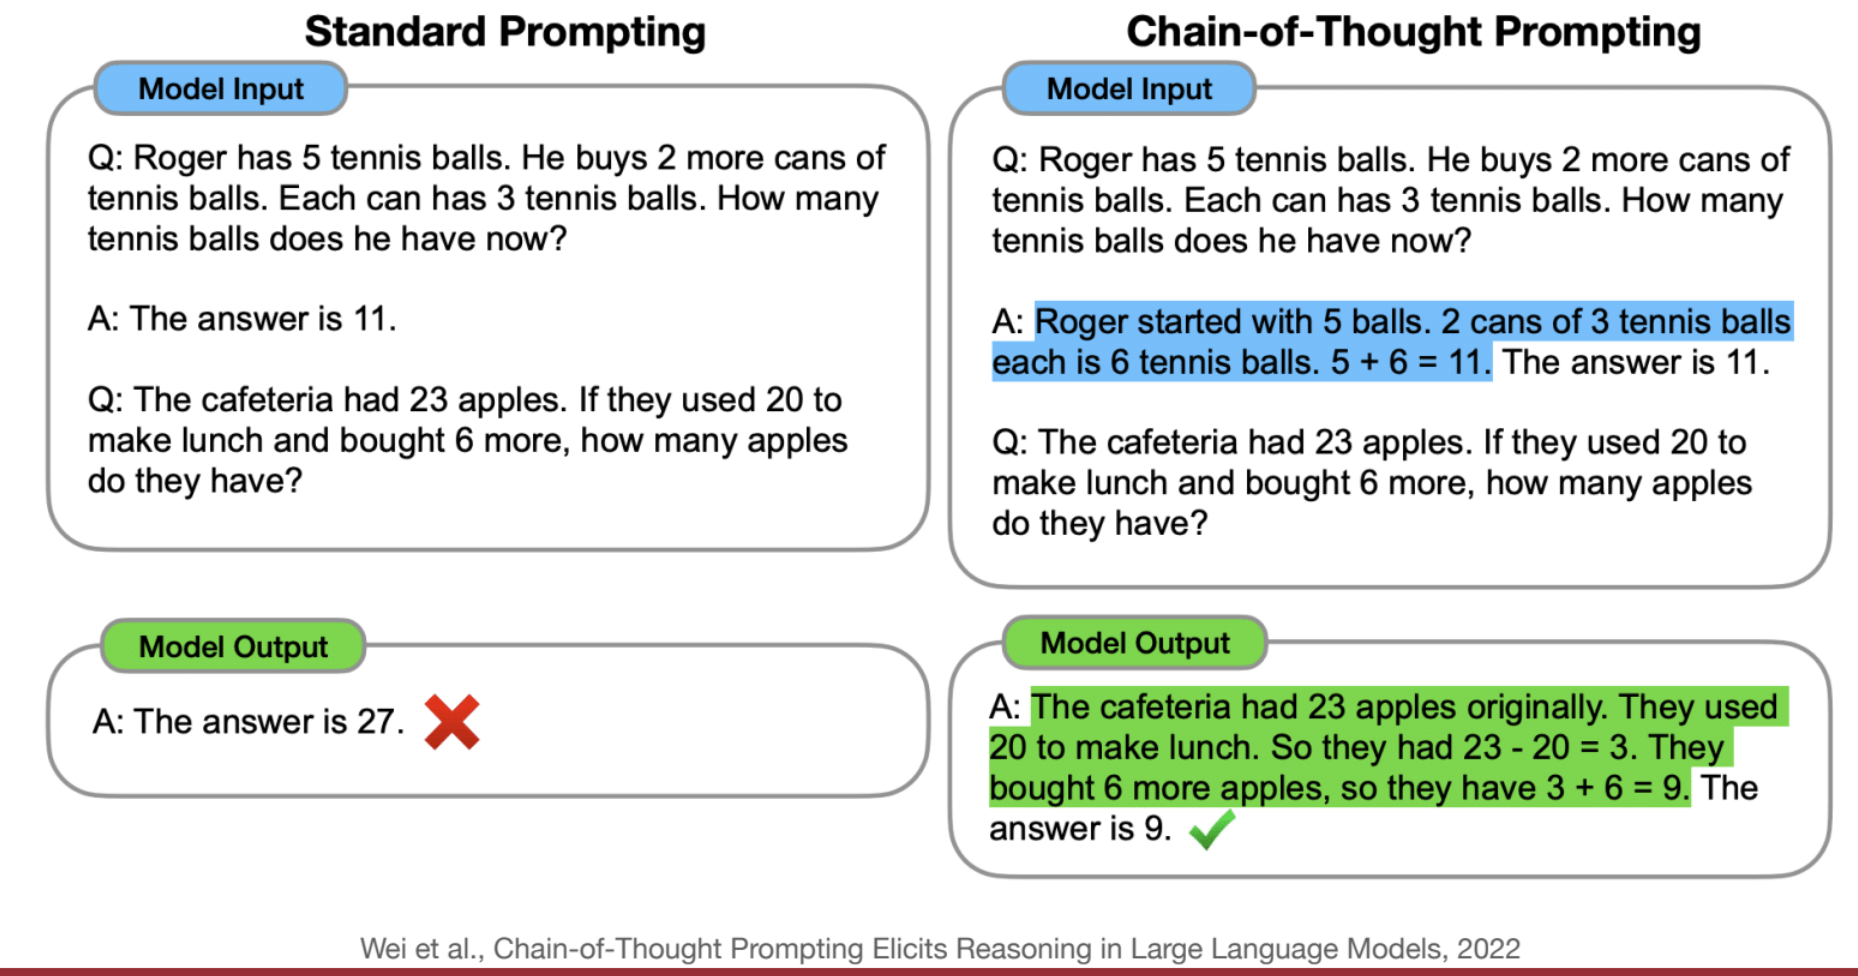 Standard Prompting
Model Input
Q: Roger has 5 tennis balls. He buys 2 more cans of
tennis balls. Each can has 3 tennis balls. How many
tennis balls does he have now?
A: The answer is 11.
Q: The cafeteria had 23 apples. If they used 20 to
make lunch and bought 6 more, how many apples
do they have?
Model Output
A: The answer is 27.
Chain-of-Thought Prompting
Model Input
Q: Roger has 5 tennis balls. He buys 2 more cans of
tennis balls. Each can has 3 tennis balls. How many
tennis balls does he have now?
A: Roger started with 5 balls. 2 cans of 3 tennis balls
each is 6 tennis balls. 5 + 6 = 11. The answer is 11.
Q: The cafeteria had 23 apples. If they used 20 to
make lunch and bought 6 more, how many apples
do they have?
Model Output
A: The cafeteria had 23 apples originally. They used
20 to make lunch. So they had 23 - 20 = 3. They
bought 6 more apples, so they have 3 + 6 = 9. The
answer is 9.
Wei et al., Chain-of-Thought Prompting Elicits Reasoning in Large Language Models, 2022